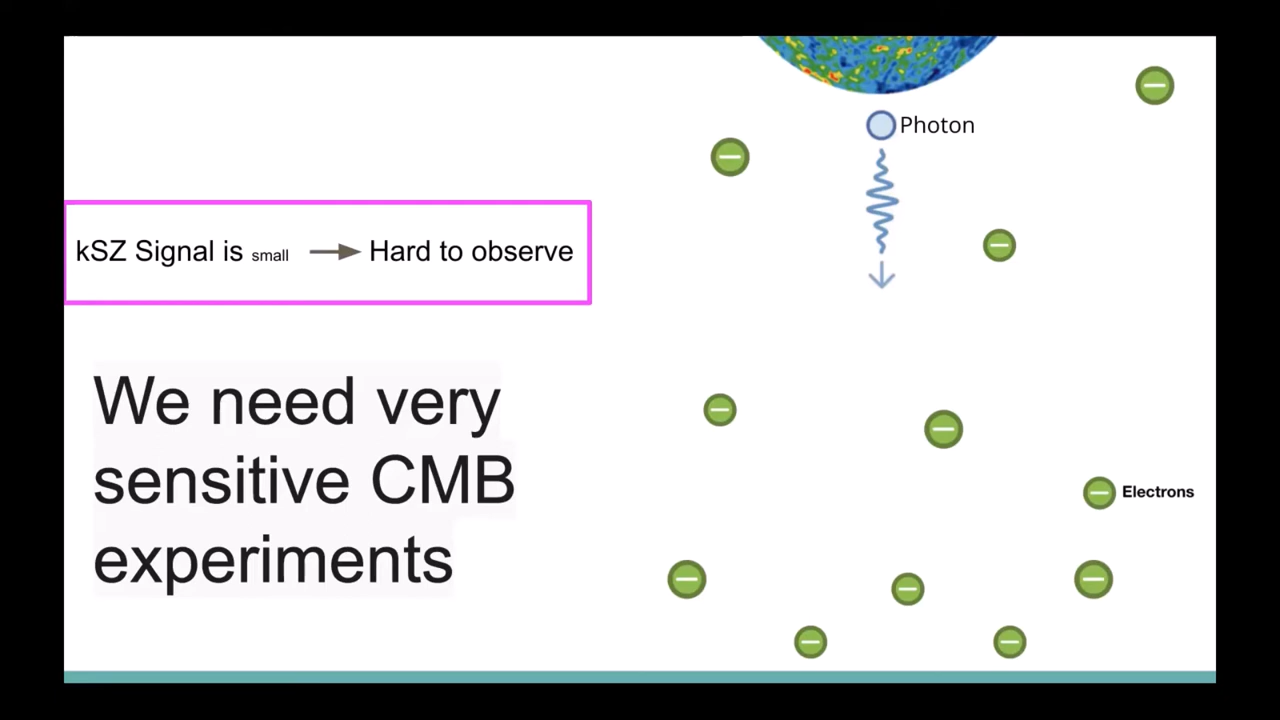 Photon
kSZ Signal is small Hard to observe
We need very
sensitive CMB
experiments
Electrons